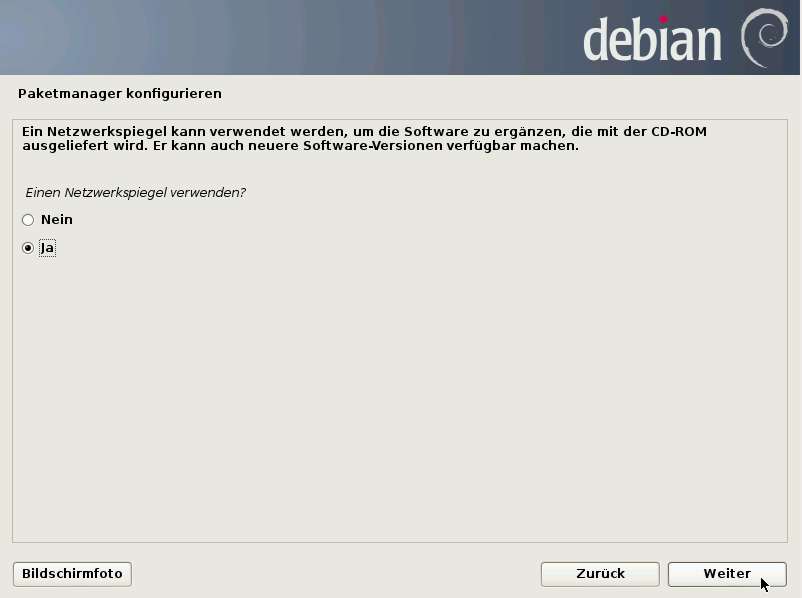 debian
Paketmanager konfigurieren
Ein Netzwerkspiegel kann verwendet werden, um die Software zu ergänzen, die mit der CD-ROM
ausgeliefert wird. Er kann auch neuere Software-Versionen verfügbar machen.
Einen Netzwerkspiegel verwenden?
Nein
Ja
Bildschirmfoto
Zurück
Weiter